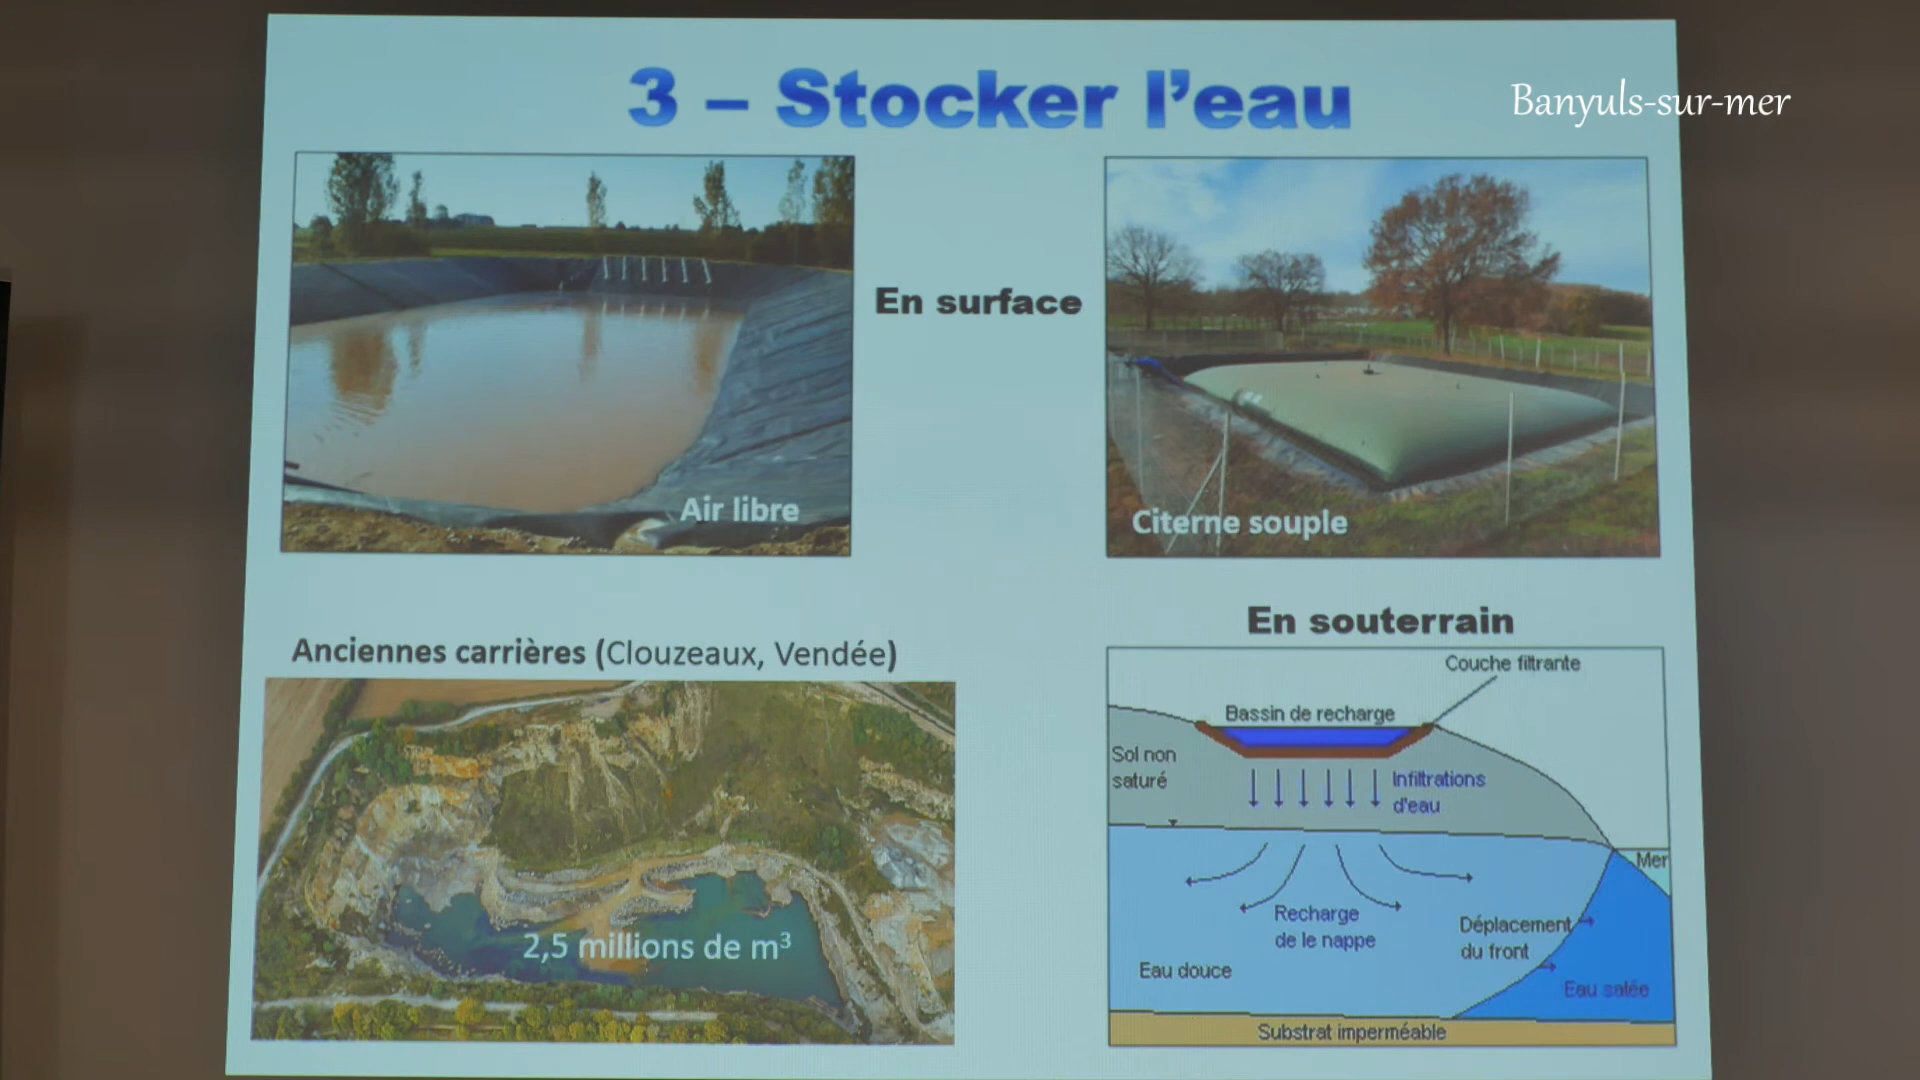 3 – Stocker l'eau
Banyuls-sur-mer
En surface
Air libre
Citerne souple
Anciennes carrières (Clouzeaux, Vendée)
2,5 millions de m³
En souterrain
Couche filtrante
Bassin de recharge
Sol non
saturé
Infiltrations
d'eau
Mer
Recharge
de le nappe
Déplacement
du front
Eau douce
Eau salée
Substrat imperméable